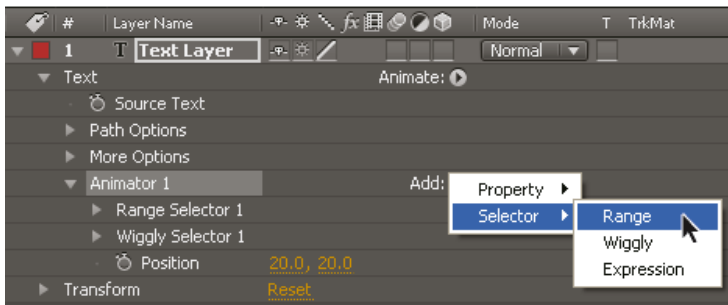 # Layer Name fx Mode T TrkMat
1 T Text Layer Normal
Text Animate:
Source Text
Path Options
More Options
Animator 1 Add: Property
Selector Range
Range Selector 1
Wiggly Selector 1 Wiggly
Position 20.0, 20.0 Expression
Transform Reset